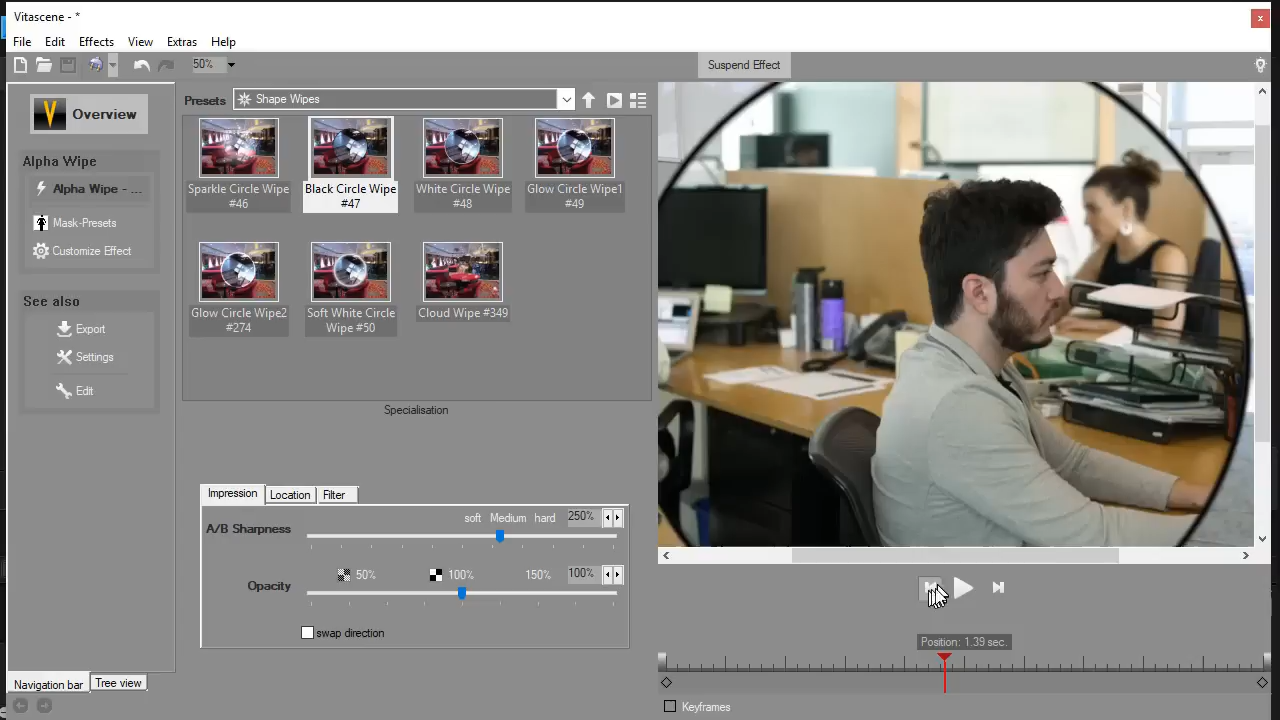 Vitascene - *
File Edit Effects View Extras Help
50%
Suspend Effect
Overview
Alpha Wipe
Alpha Wipe - ...
Mask-Presets
Customize Effect
See also
Export
Settings
Edit
Navigation bar
Tree view
Presets
Shape Wipes
Sparkle Circle Wipe
#46
Black Circle Wipe
#47
White Circle Wipe
#48
Glow Circle Wipe1
#49
Glow Circle Wipe2
#274
Soft White Circle
Wipe #50
Cloud Wipe #349
Specialisation
Impression Location Filter
A/B Sharpness soft Medium hard 250%
Opacity 50% 100% 150% 100%
swap direction
Position: 1.39 sec.
Keyframes